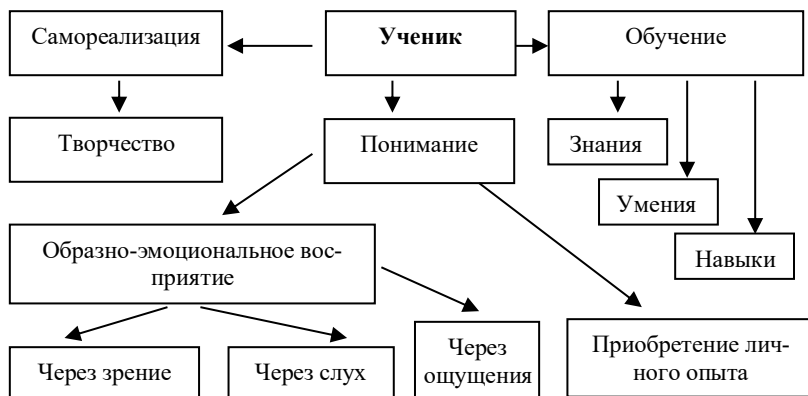 Самореализация
Ученик
Обучение
Творчество
Понимание
Знания
Умения
Образно-эмоциональное вос-
приятие
Навыки
Через зрение
Через слух
Через
ощущения
Приобретение лич-
ного опыта